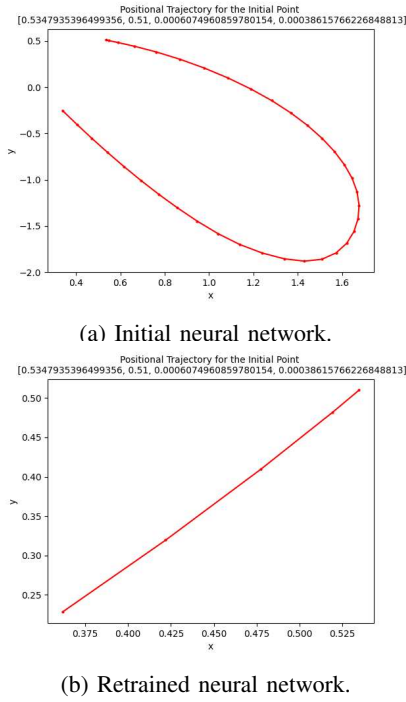 Positional Trajectory for the Initial Point
[0.5347935396499356, 0.51, 0.0006074960859780154, 0.00038615766226848813]
0.5
0.0
−0.5
−1.0
−1.5
−2.0
y
0.4 0.6 0.8 1.0 1.2 1.4 1.6
x
(a) Initial neural network.
Positional Trajectory for the Initial Point
[0.5347935396499356, 0.51, 0.0006074960859780154, 0.00038615766226848813]
0.50
0.45
0.40
0.35
0.30
0.25
y
0.375 0.400 0.425 0.450 0.475 0.500 0.525
x
(b) Retrained neural network.